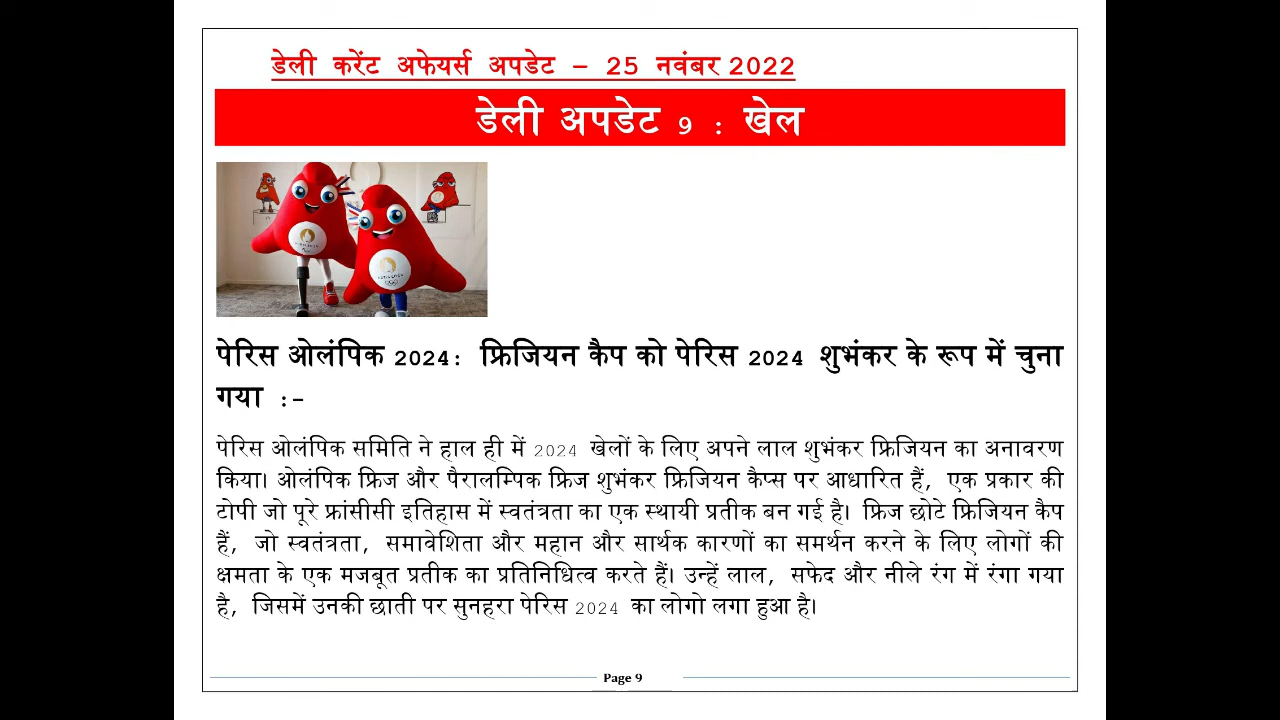 डेली करेंट अफेयर्स अपडेट – 25 नवंबर 2022
डेली अपडेट 9 : खेल
पेरिस ओलंपिक 2024: फ्रिजियन कैप को पेरिस 2024 शुभंकर के रूप में चुना
गया :-
पेरिस ओलंपिक समिति ने हाल ही में 2024 खेलों के लिए अपने लाल शुभंकर फ्रिजियन का अनावरण
किया। ओलंपिक फ्रिज और पैरालम्पिक फ्रिज शुभंकर फ्रिजियन कैप्स पर आधारित हैं, एक प्रकार की
टोपी जो पूरे फ्रांसीसी इतिहास में स्वतंत्रता का एक स्थायी प्रतीक बन गई है। फ्रिज छोटे फ्रिजियन कैप
हैं, जो स्वतंत्रता, समावेशिता और महान और सार्थक कारणों का समर्थन करने के लिए लोगों की
क्षमता के एक मजबूत प्रतीक का प्रतिनिधित्व करते हैं। उन्हें लाल, सफेद और नीले रंग में रंगा गया
है, जिसमें उनकी छाती पर सुनहरा पेरिस 2024 का लोगो लगा हुआ है।
Page 9